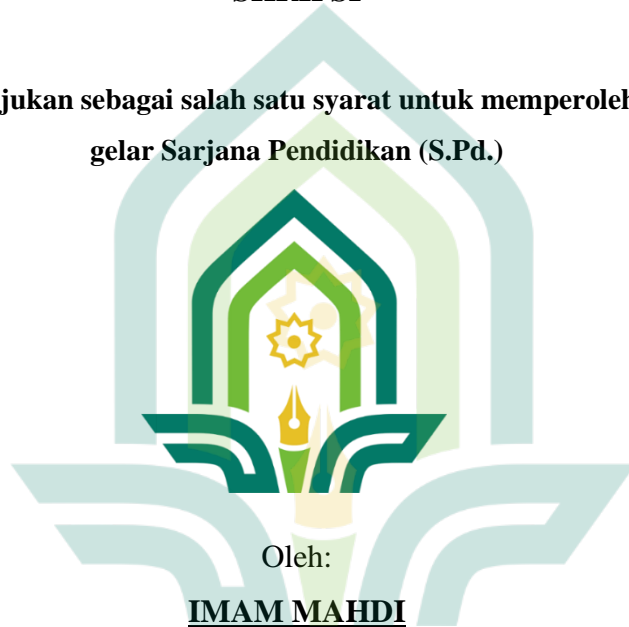 jukan sebagai salah satu syarat untuk memperoleh
gelar Sarjana Pendidikan (S.Pd.)
Oleh:
IMAM MAHDI